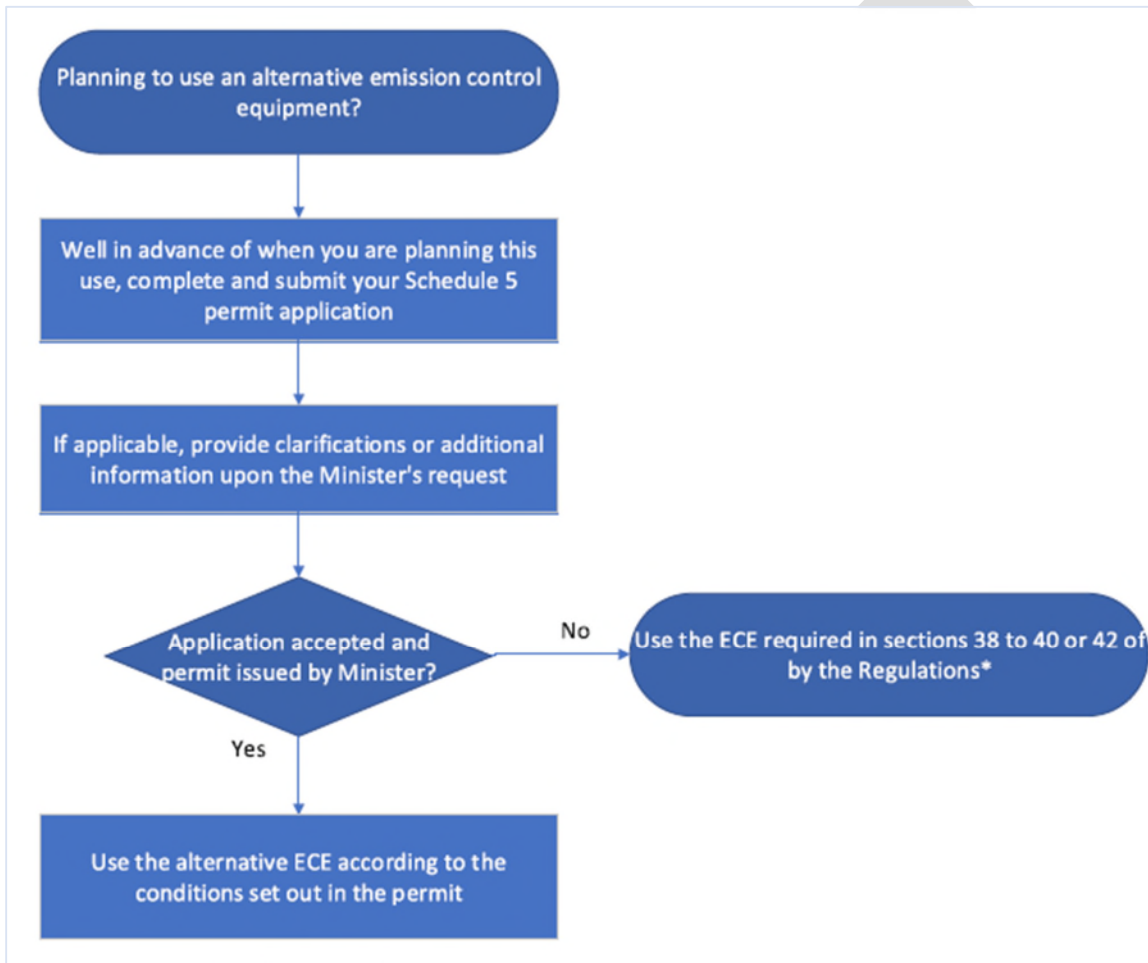 Planning to use an alternative emission control
equipment?
Well in advance of when you are planning this
use, complete and submit your Schedule 5
permit application
If applicable, provide clarifications or additional
information upon the Minister's request
Application accepted and
permit issued by Minister?
No
Use the ECE required in sections 38 to 40 or 42 of
by the Regulations*
Yes
Use the alternative ECE according to the
conditions set out in the permit